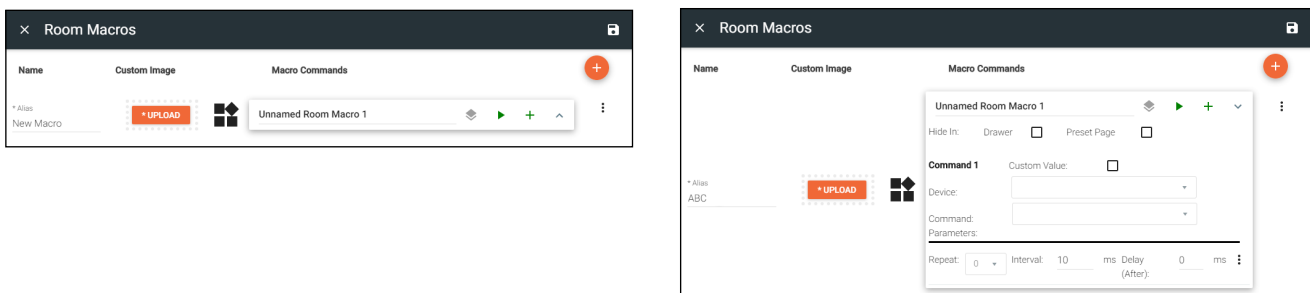 Room Macros
Name Custom Image Macro Commands
* Alias
New Macro
* UPLOAD
Unnamed Room Macro 1
Room Macros
Name Custom Image Macro Commands
Unnamed Room Macro 1
Hide In: Drawer Preset Page
Command 1 Custom Value:
* Alias
ABC
* UPLOAD
Device:
Command:
Parameters:
Repeat: 0 Interval: 10 ms Delay (After): 0 ms